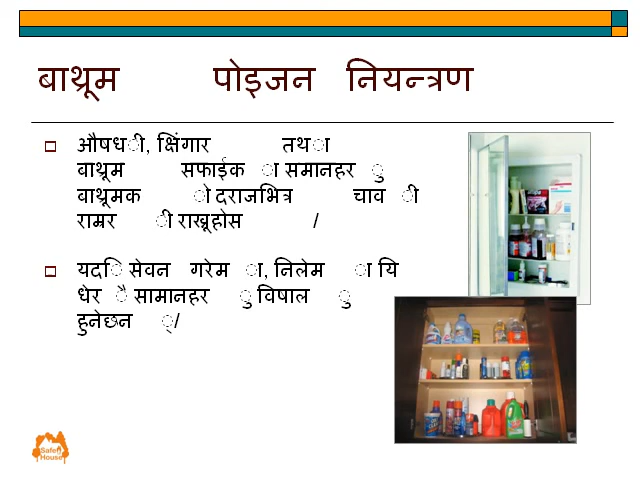 बाथ्रूम पोइजन नियन्त्रण
औषधी, क्षिंगार तथा
बाथ्रूम सफाईका समानहरु
बाथ्रूमको दराजभित्र चावी
राम्ररी राख्नूहोस /
यदि सेवन गरेमा, निलेमा यि
धेरै सामानहरु विषालु
हुनेछन्/
Safe
House